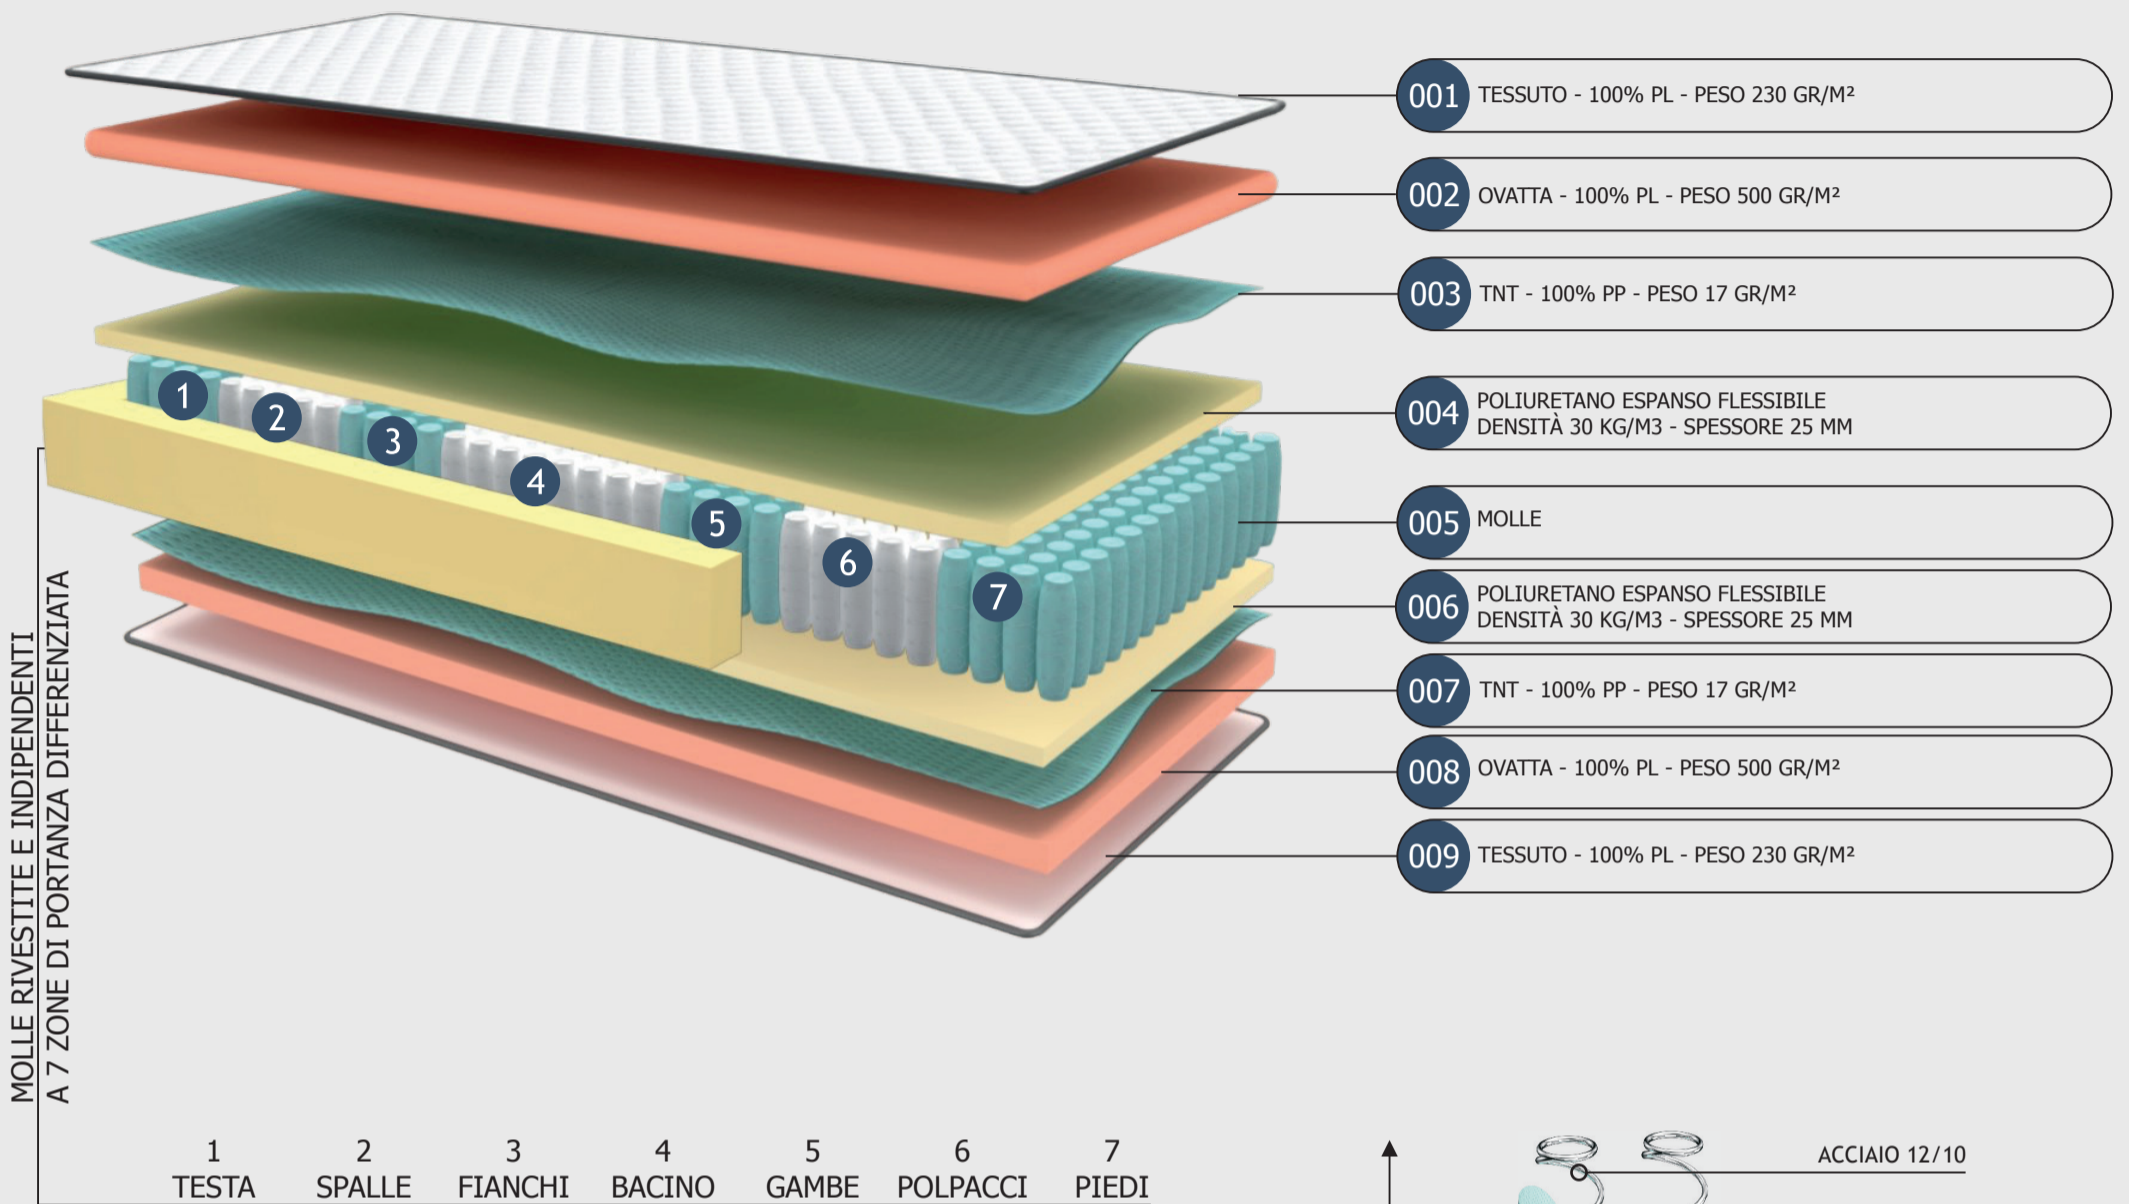 001 TESSUTO - 100% PL - PESO 230 GR/M²
002 OVATTA - 100% PL - PESO 500 GR/M²
003 TNT - 100% PP - PESO 17 GR/M²
004 POLIURETANO ESPANSO FLESSIBILE
DENSITÀ 30 KG/M3 - SPESSORE 25 MM
005 MOLLE
006 POLIURETANO ESPANSO FLESSIBILE
DENSITÀ 30 KG/M3 - SPESSORE 25 MM
007 TNT - 100% PP - PESO 17 GR/M²
008 OVATTA - 100% PL - PESO 500 GR/M²
009 TESSUTO - 100% PL - PESO 230 GR/M²
1
2
3
4
5
6
7
MOLLE RIVESTITE E INDIPENDENTI
A 7 ZONE DI PORTANZA DIFFERENZIATA
1 2 3 4 5 6 7
TESTA SPALLE FIANCHI BACINO GAMBE POLPACCI PIEDI
ACCIAIO 12/10